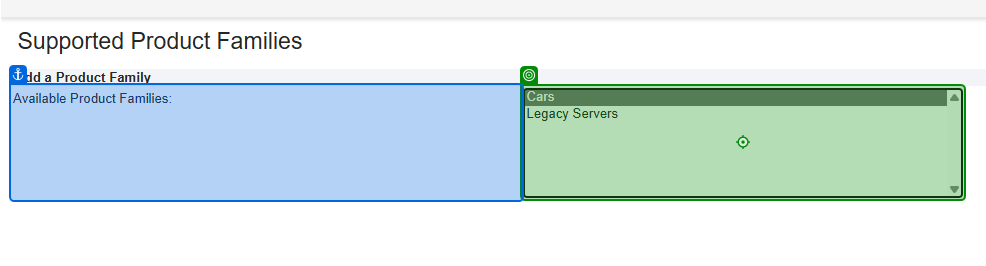 Supported Product Families
dd a Product Family
Available Product Families:
Cars
Legacy Servers